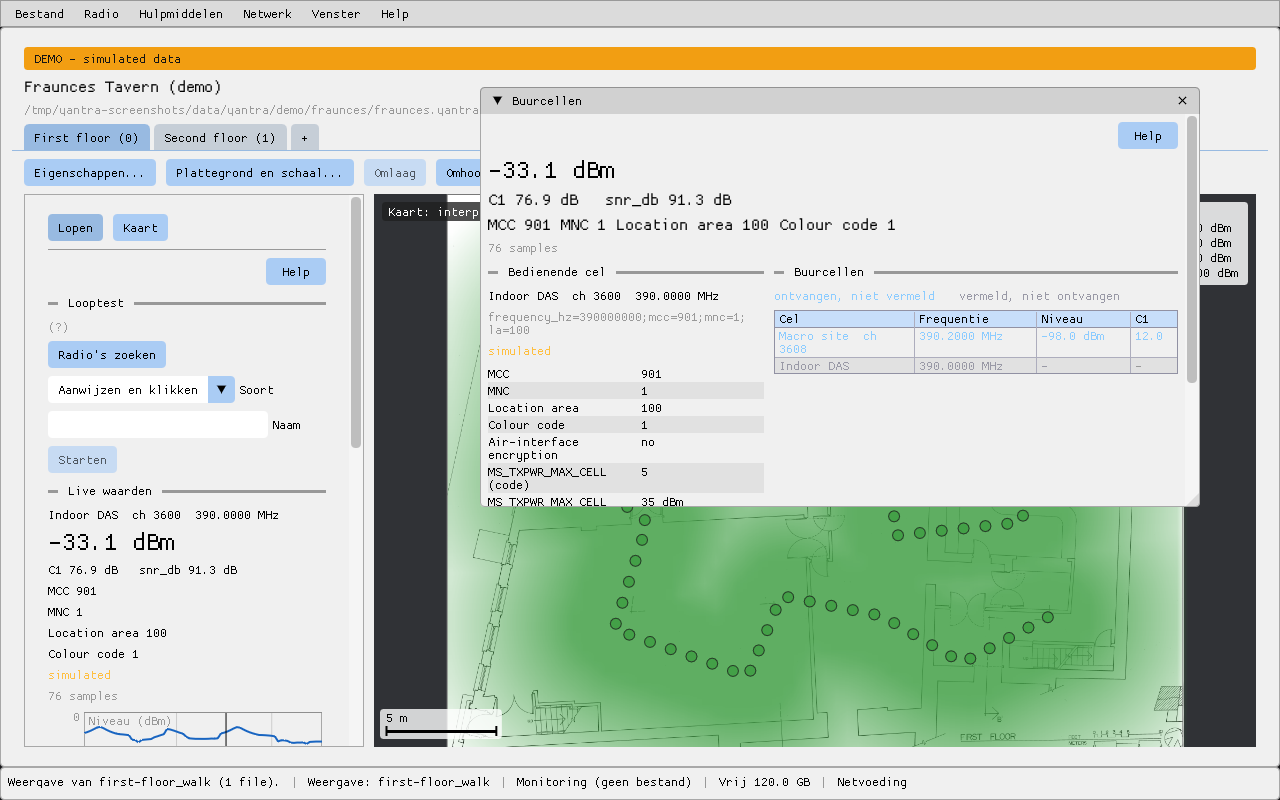 Bestand Radio Hulpmiddelen Netwerk Venster Help
DEMO - simulated data
Fraunces Tavern (demo)
/tmp/yantra-screenshots/data/yantra/demo/fraunces/fraunces.yantra
First floor (0) Second floor (1) +
Eigenschappen... Plattegrond en schaal... Omlaag
Lopen Kaart
Help
Looptest
(?)
Radio's zoeken
Aanwijzen en klikken ▼ Soort
Naam
Starten
Live waarden
Indoor DAS ch 3600 390.0000 MHz
-33.1 dBm
C1 76.9 dB snr_db 91.3 dB
MCC 901
MNC 1
Location area 100
Colour code 1
simulated
76 samples
0
Niveau (dBm)
Kaart:
▼ Buurcellen ✕
Help
-33.1 dBm
C1 76.9 dB snr_db 91.3 dB
MCC 901 MNC 1 Location area 100 Colour code 1
76 samples
Bedienende cel
Indoor DAS ch 3600 390.0000 MHz
frequency_hz=390000000;mcc=901;mnc=1;
la=100
simulated
MCC 901
MNC 1
Location area 100
Colour code 1
Air-interface no
encryption
MS_TXPWR_MAX_CELL 5
(code)
MS_TXPWR_MAX_CELL 35 dBm
Buurcellen
ontvangen, niet vermeld vermeld, niet ontvangen
Cel Frequentie Niveau C1
Macro site ch 390.2000 MHz -98.0 dBm 12.0
3608
Indoor DAS 390.0000 MHz - -
dBm
dBm
dBm
dBm
5 m
FIRST FLOOR
Weergave van first-floor_walk (1 file). | Weergave: first-floor_walk | Monitoring (geen bestand) | Vrij 120.0 GB | Netvoeding